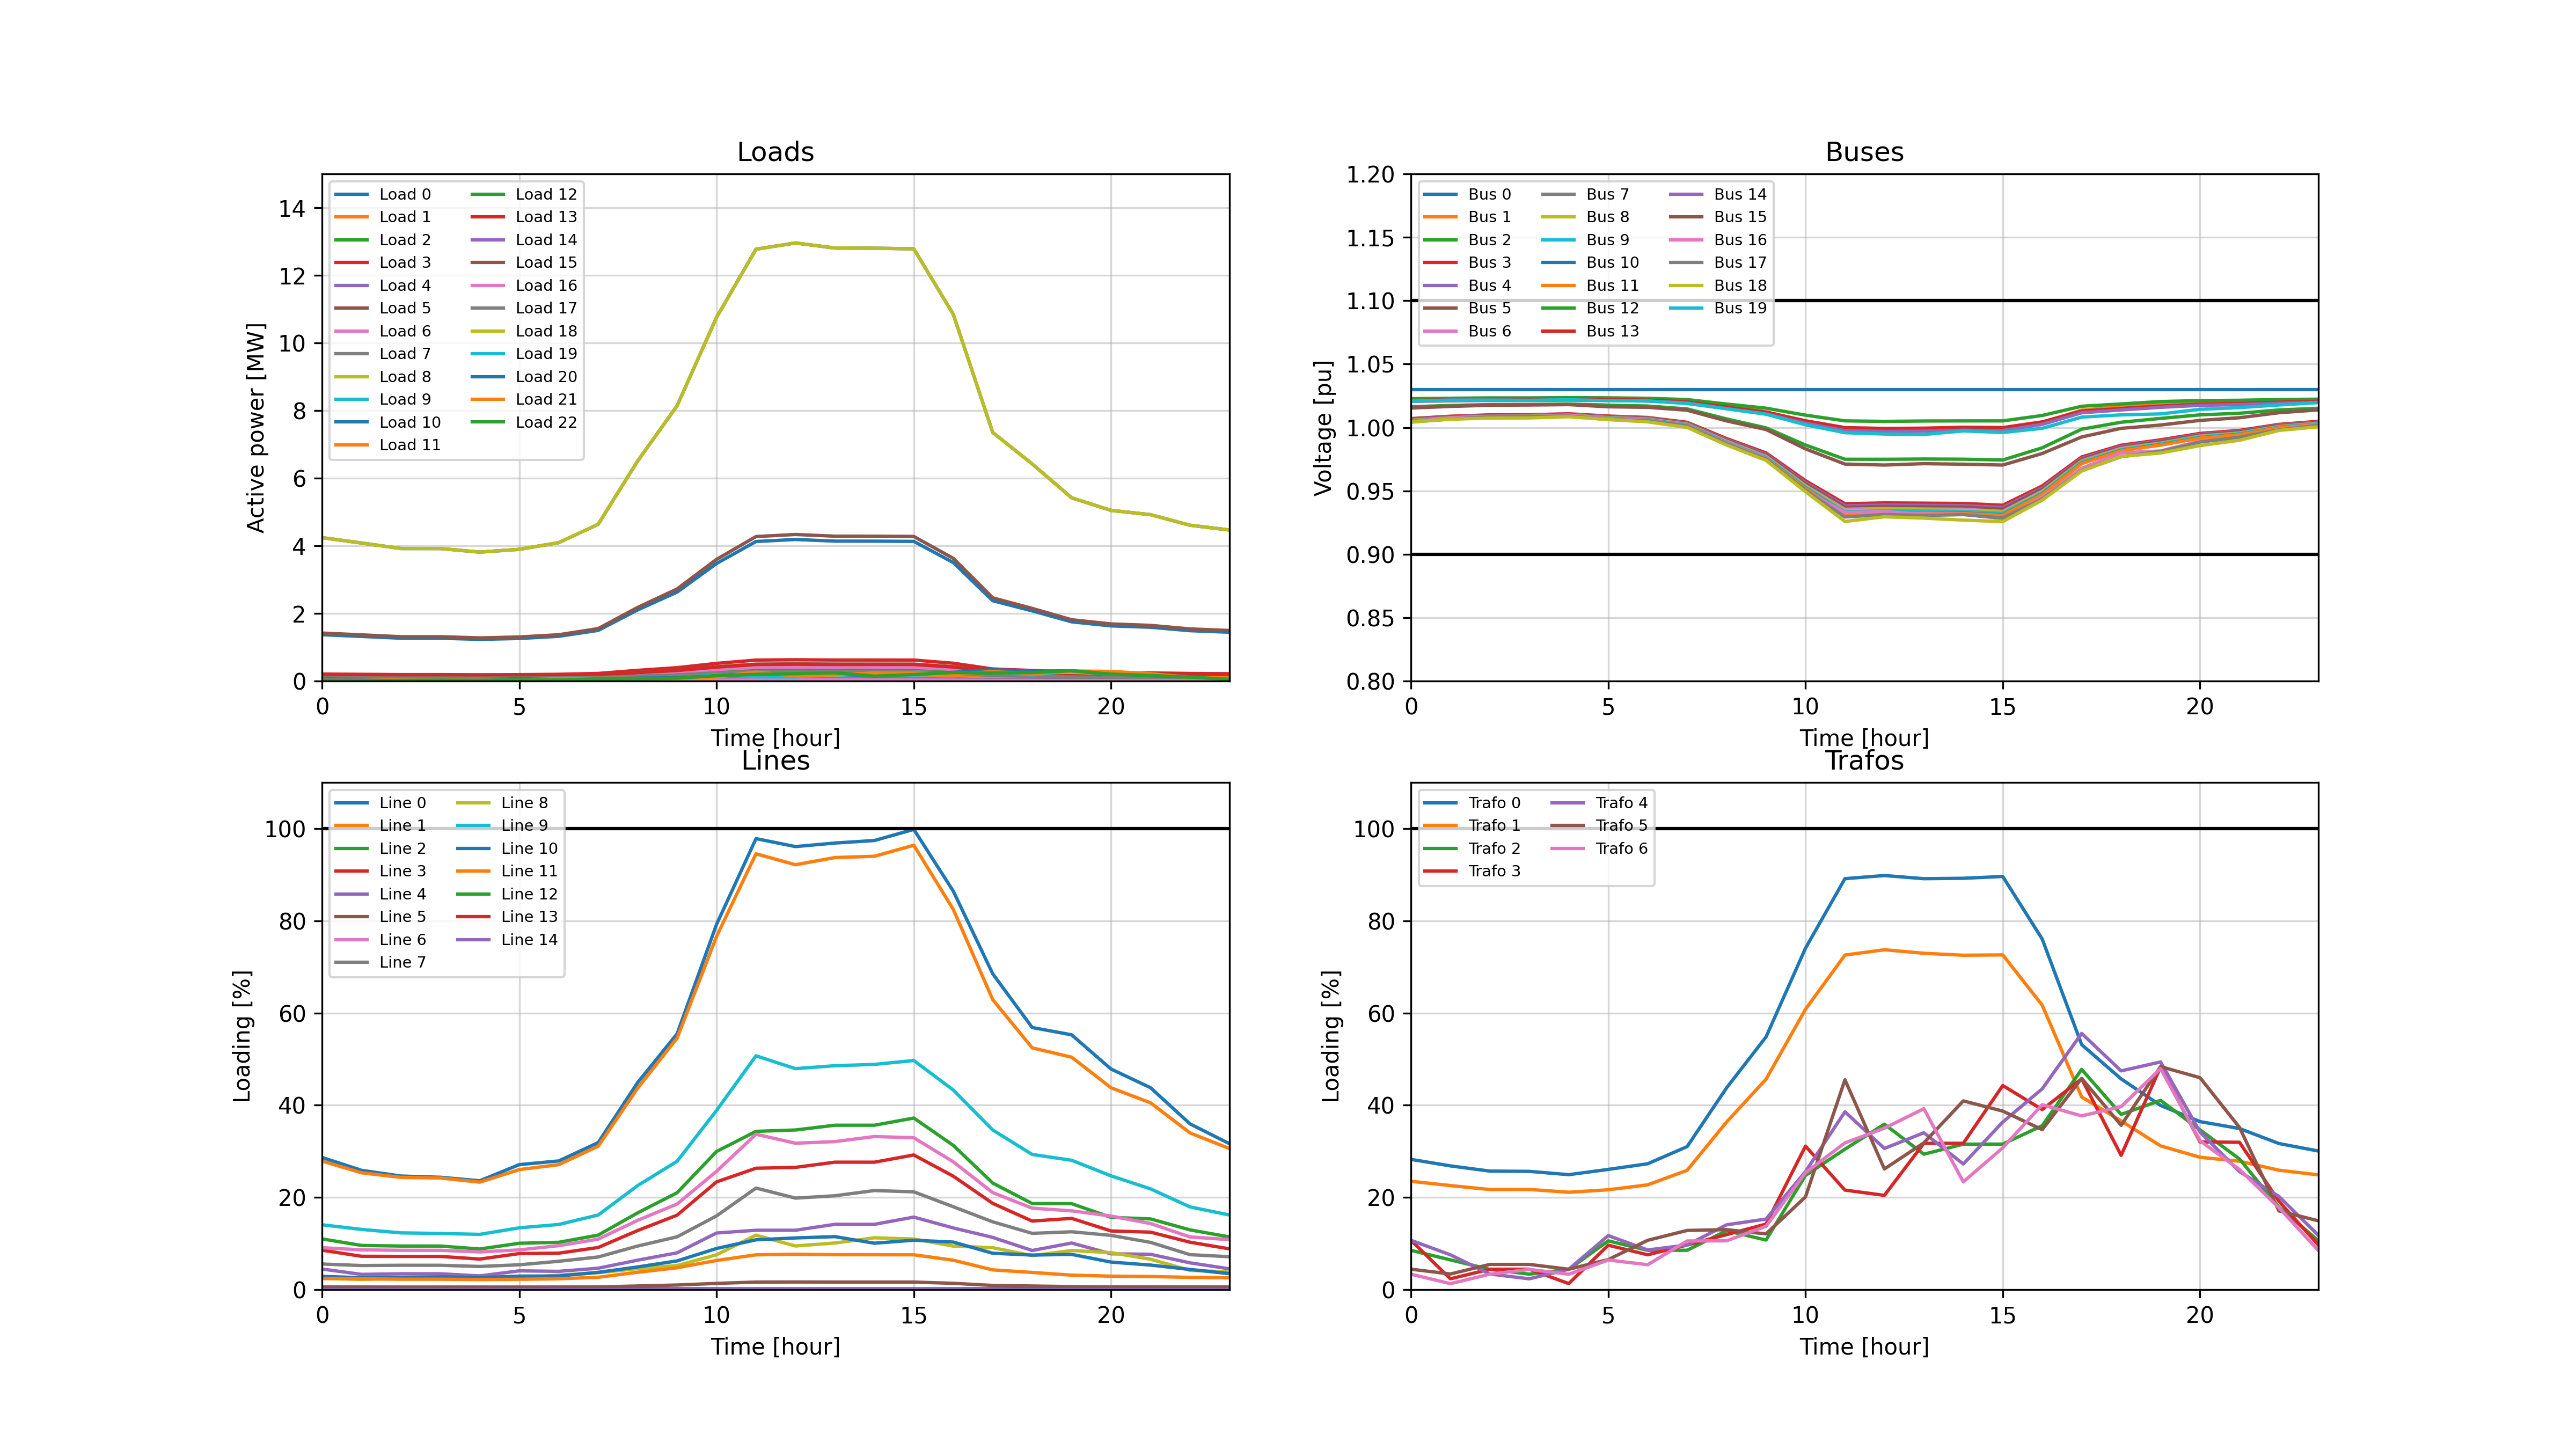 Loads
Active power [MW]
14
12
10
8
6
4
2
0
Load 0
Load 1
Load 2
Load 3
Load 4
Load 5
Load 6
Load 7
Load 8
Load 9
Load 10
Load 11
Load 12
Load 13
Load 14
Load 15
Load 16
Load 17
Load 18
Load 19
Load 20
Load 21
Load 22
0 5 10 15 20
Time [hour]
Buses
Voltage [pu]
1.20
1.15
1.10
1.05
1.00
0.95
0.90
0.85
0.80
Bus 0
Bus 1
Bus 2
Bus 3
Bus 4
Bus 5
Bus 6
Bus 7
Bus 8
Bus 9
Bus 10
Bus 11
Bus 12
Bus 13
Bus 14
Bus 15
Bus 16
Bus 17
Bus 18
Bus 19
0 5 10 15 20
Time [hour]
Lines
Loading [%]
100
80
60
40
20
0
Line 0
Line 1
Line 2
Line 3
Line 4
Line 5
Line 6
Line 7
Line 8
Line 9
Line 10
Line 11
Line 12
Line 13
Line 14
0 5 10 15 20
Time [hour]
Trafos
Loading [%]
100
80
60
40
20
0
Trafo 0
Trafo 1
Trafo 2
Trafo 3
Trafo 4
Trafo 5
Trafo 6
0 5 10 15 20
Time [hour]